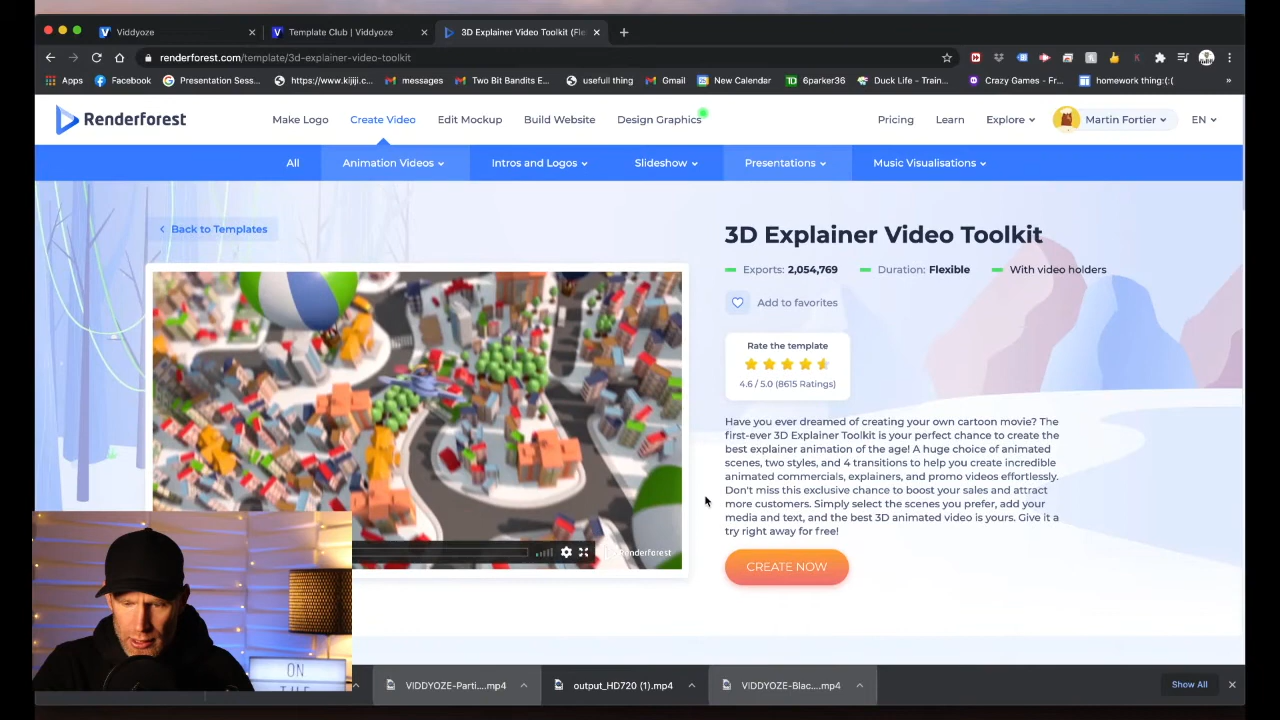 Viddyoze
Template Club | Viddyoze
3D Explainer Video Toolkit (Fle
renderforest.com/template/3d-explainer-video-toolkit
Apps
Facebook
Presentation Sess...
https://www.kijiji.c...
messages
Two Bit Bandits E...
usefull thing
Gmail
New Calendar
6parker36
Duck Life - Train...
Crazy Games - Fr...
homework thing:(:(
»
Renderforest
Make Logo
Create Video
Edit Mockup
Build Website
Design Graphics
Pricing
Learn
Explore
Martin Fortier
EN
All
Animation Videos
Intros and Logos
Slideshow
Presentations
Music Visualisations
Back to Templates
3D Explainer Video Toolkit
Exports: 2,054,769
Duration: Flexible
With video holders
Add to favorites
Rate the template
4.6 / 5.0 (8615 Ratings)
Have you ever dreamed of creating your own cartoon movie? The
first-ever 3D Explainer Toolkit is your perfect chance to create the
best explainer animation of the age! A huge choice of animated
scenes, two styles, and 4 transitions to help you create incredible
animated commercials, explainers, and promo videos effortlessly.
Don't miss this exclusive chance to boost your sales and attract
more customers. Simply select the scenes you prefer, add your
media and text, and the best 3D animated video is yours. Give it a
try right away for free!
Renderforest
CREATE NOW
ON
THE
VIDDYOZE-Parti....mp4
output_HD720 (1).mp4
VIDDYOZE-Blac....mp4
Show All